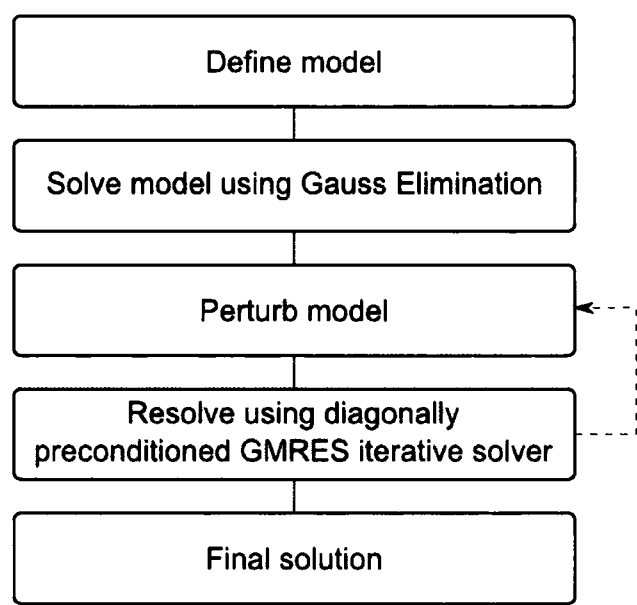 Define model
Solve model using Gauss Elimination
Perturb model
Resolve using diagonally
preconditioned GMRES iterative solver
Final solution